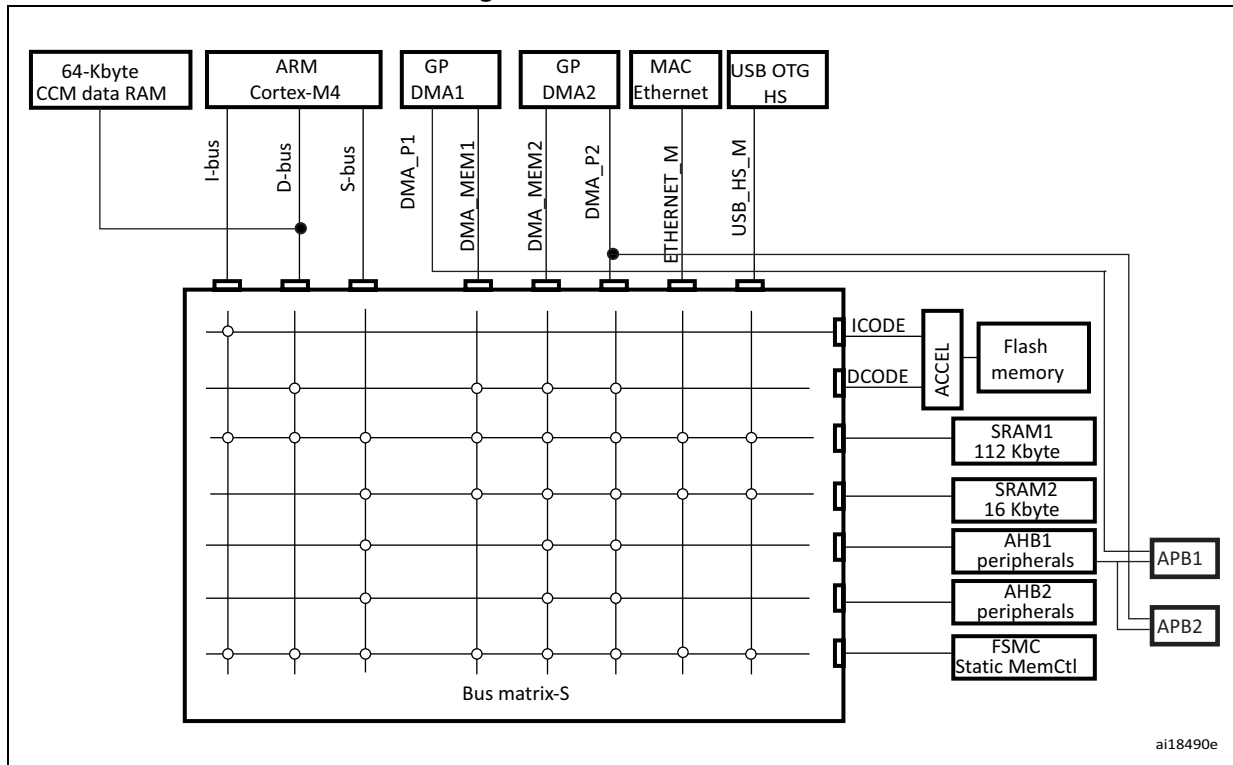 64-Kbyte
CCM data RAM
ARM
Cortex-M4
GP
DMA1
GP
DMA2
MAC
Ethernet
USB OTG
HS
I-bus
D-bus
S-bus
DMA_P1
DMA_MEM1
DMA_MEM2
DMA_P2
ETHERNET_M
USB_HS_M
ICODE
DCODE
ACCEL
Flash
memory
SRAM1
112 Kbyte
SRAM2
16 Kbyte
AHB1
peripherals
AHB2
peripherals
FSMC
Static MemCtl
APB1
APB2
Bus matrix-S
ai18490e